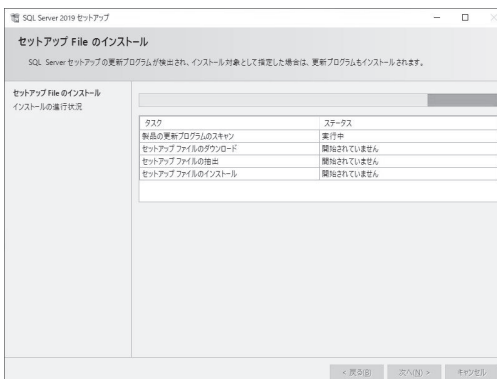 SQL Server 2019 セットアップ
セットアップ File のインストール
SQL Server セットアップの更新プログラムが検出され、インストール対象として指定した場合は、更新プログラムもインストールされます。
セットアップ File のインストール
インストールの進行状況
タスク ステータス
製品の更新プログラムのスキャン 実行中
セットアップ ファイルのダウンロード 開始されていません
セットアップ ファイルの抽出 開始されていません
セットアップ ファイルのインストール 開始されていません
< 戻る(B) 次へ(N) > キャンセル